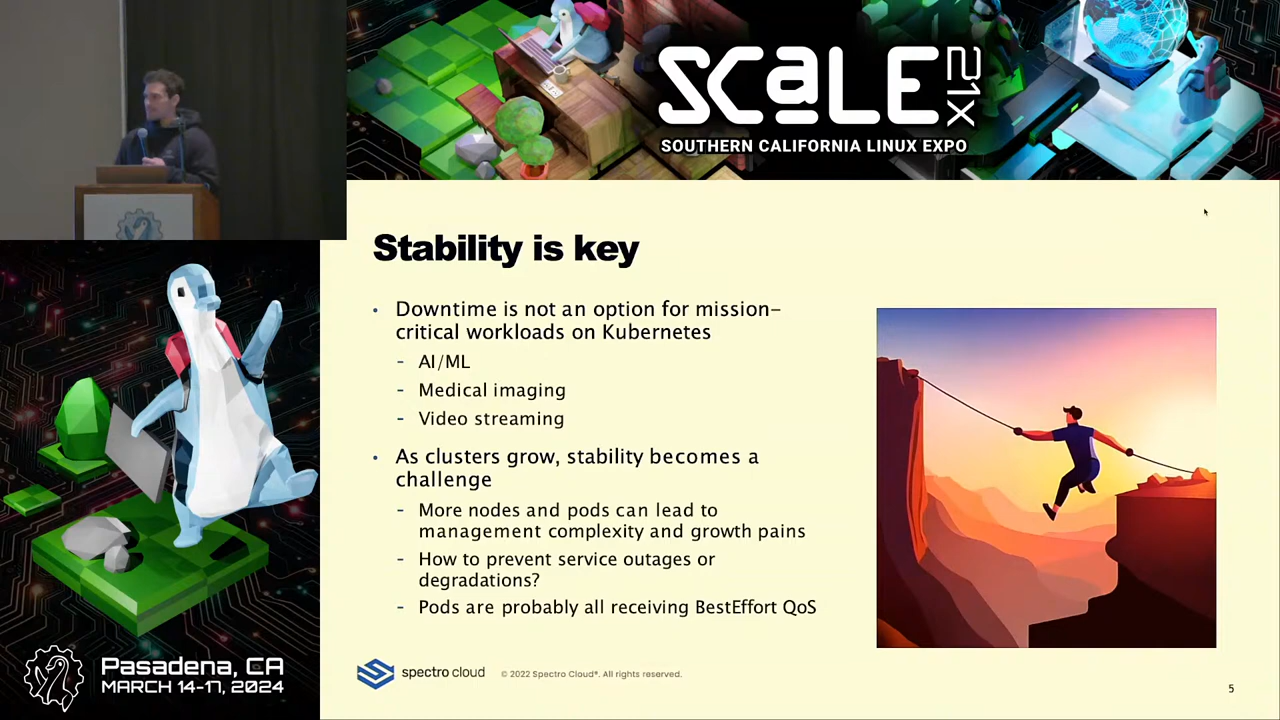 SCaLE 21X
SOUTHERN CALIFORNIA LINUX EXPO
Stability is key
• Downtime is not an option for mission-
critical workloads on Kubernetes
- AI/ML
- Medical imaging
- Video streaming
• As clusters grow, stability becomes a
challenge
- More nodes and pods can lead to
management complexity and growth pains
- How to prevent service outages or
degradations?
- Pods are probably all receiving BestEffort QoS
spectro cloud © 2022 Spectro Cloud®. All rights reserved.
5
Pasadena, CA
MARCH 14-17, 2024